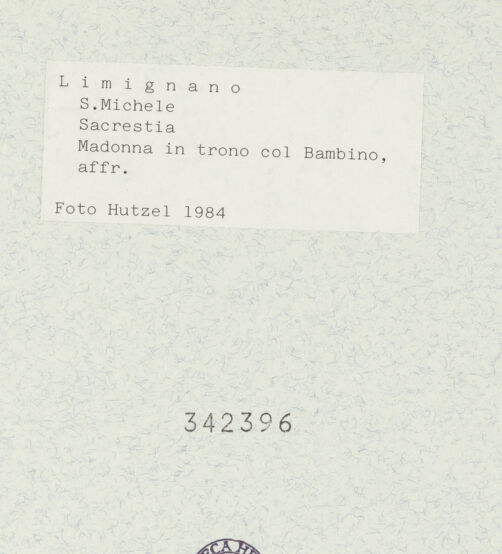 L i m i g n a n o
S.Michele
Sacrestia
Madonna in trono col Bambino,
affr.
Foto Hutzel 1984
342396